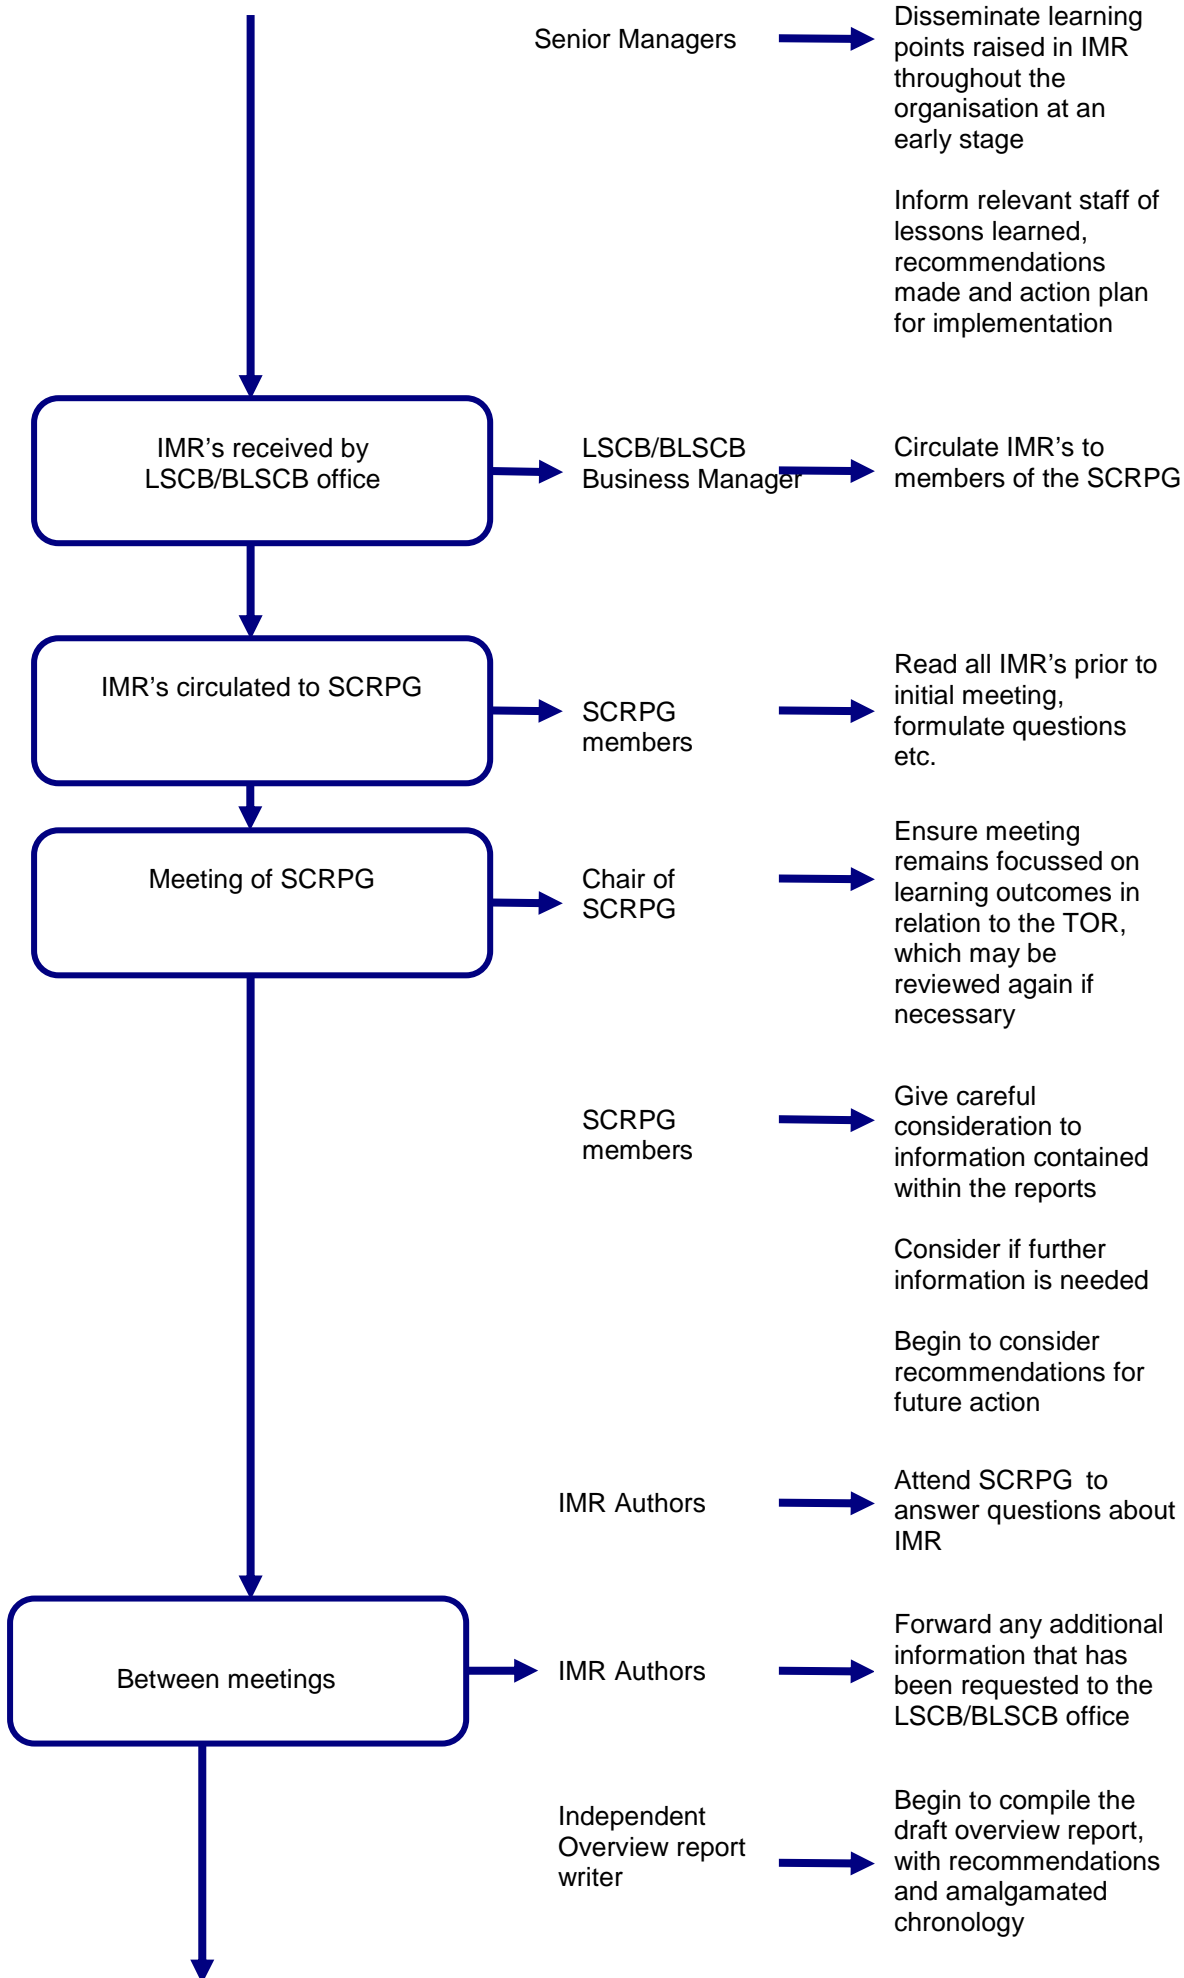 Senior Managers
Disseminate learning
points raised in IMR
throughout the
organisation at an
early stage
Inform relevant staff of
lessons learned,
recommendations
made and action plan
for implementation
IMR's received by
LSCB/BLSCB office
LSCB/BLSCB
Business Manager
Circulate IMR's to
members of the SCRPG
IMR's circulated to SCRPG
SCRPG
members
Read all IMR's prior to
initial meeting,
formulate questions
etc.
Meeting of SCRPG
Chair of
SCRPG
Ensure meeting
remains focussed on
learning outcomes in
relation to the TOR,
which may be
reviewed again if
necessary
SCRPG
members
Give careful
consideration to
information contained
within the reports
Consider if further
information is needed
Begin to consider
recommendations for
future action
IMR Authors
Attend SCRPG  to
answer questions about
IMR
Between meetings
IMR Authors
Forward any additional
information that has
been requested to the
LSCB/BLSCB office
Independent
Overview report
writer
Begin to compile the
draft overview report,
with recommendations
and amalgamated
chronology